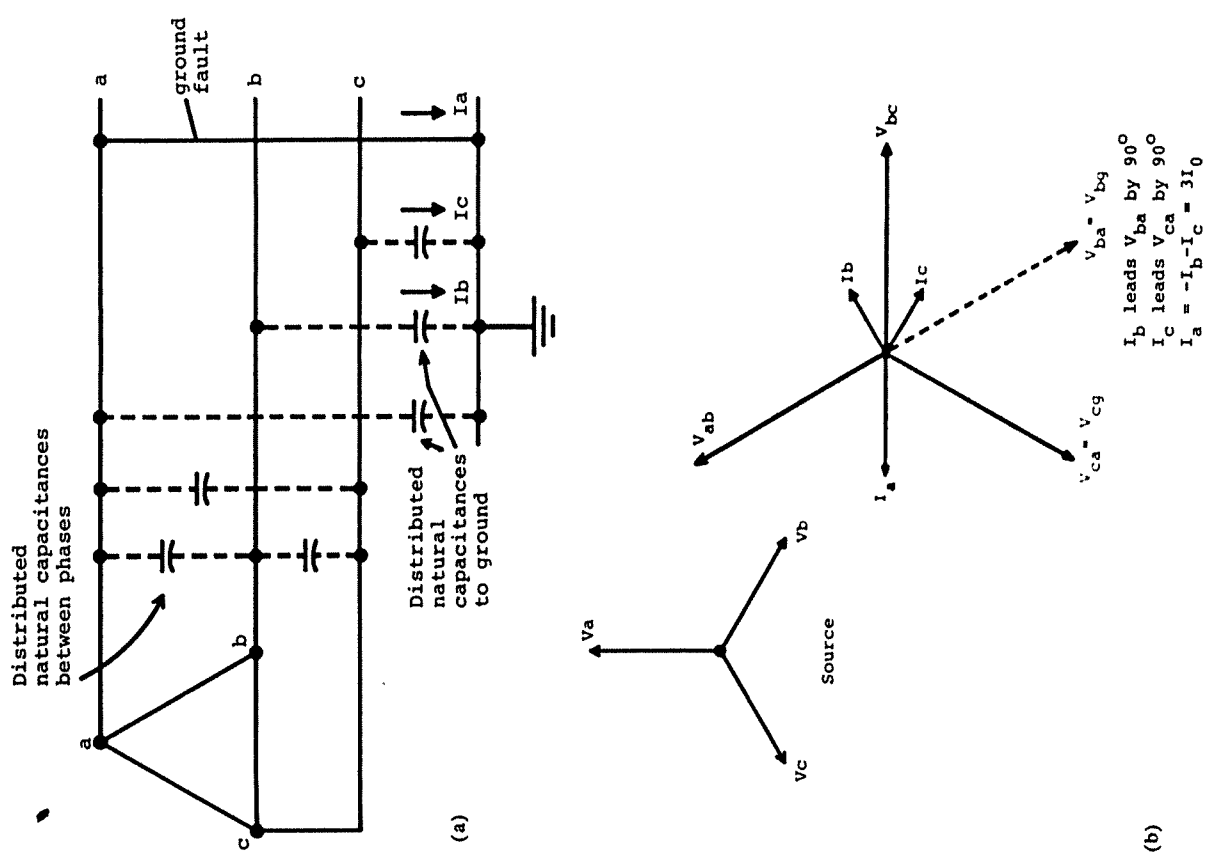 Distributed
natural capacitances
between phases
a
b
c
a
b
c
ground
fault
Distributed
natural
capacitances
to ground
Ib
Ic
Ia
(a)
Va
Vb
Vc
Source
Vab
Vbc
Ia
Ib
Ic
Vca = Vcg
Vba = Vbg
Ib leads Vba by 90°
Ic leads Vca by 90°
Ia = -Ib-Ic = 3I0
(b)